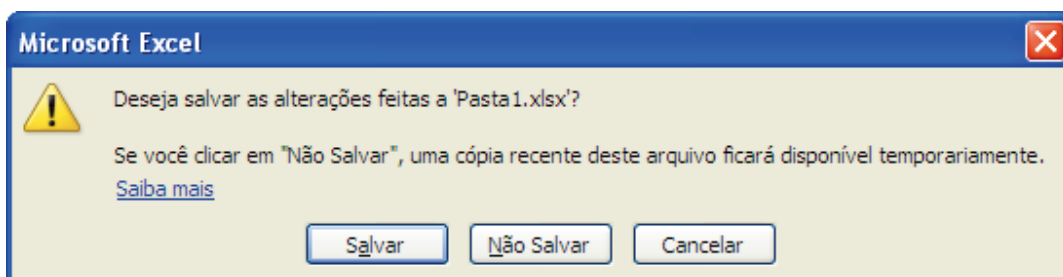 Microsoft Excel
Deseja salvar as alterações feitas a 'Pasta1.xlsx'?
Se você clicar em "Não Salvar", uma cópia recente deste arquivo ficará disponível temporariamente.
Saiba mais
Salvar Não Salvar Cancelar